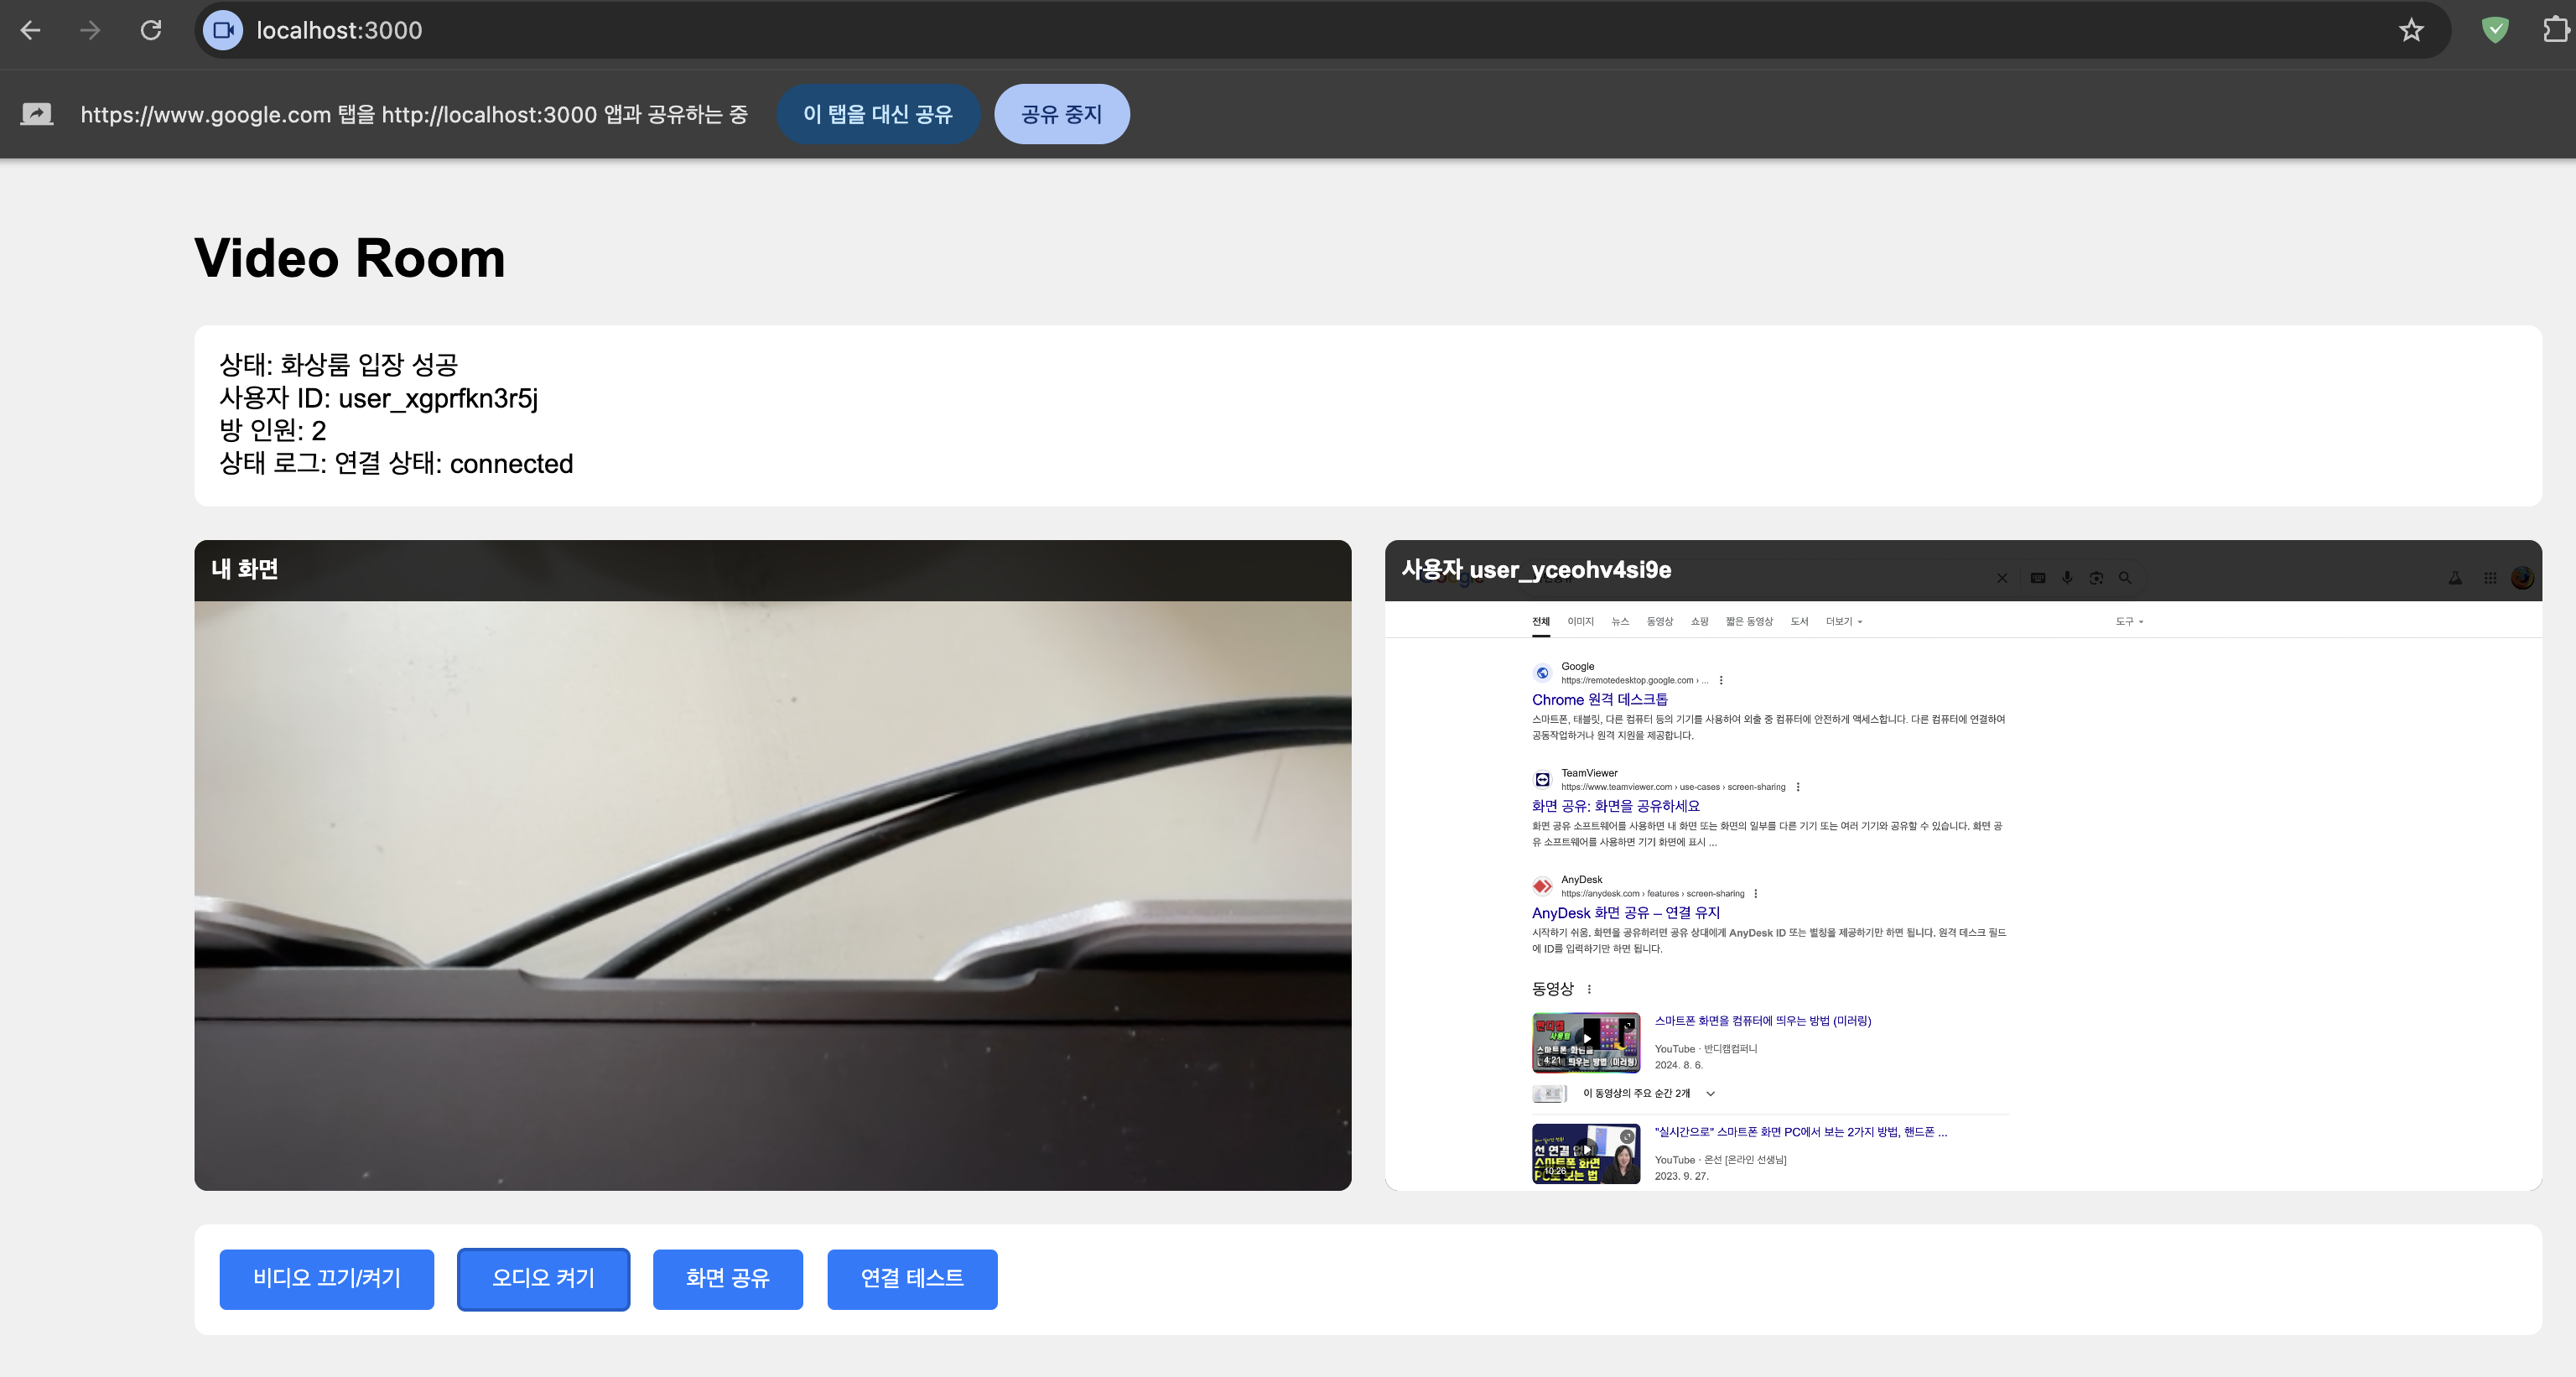 localhost:3000
https://www.google.com 탭을 http://localhost:3000 앱과 공유하는 중
이 탭을 대신 공유
공유 중지
Video Room
상태: 화상룸 입장 성공
사용자 ID: user_xgprfkn3r5j
방 인원: 2
상태 로그: 연결 상태: connected
내 화면
사용자 user_yceohv4si9e
전체 이미지 뉴스 동영상 쇼핑 짧은 동영상 도서 더보기 도구
Google
https://remotedesktop.google.com › ...
Chrome 원격 데스크톱
스마트폰, 태블릿, 다른 컴퓨터 등의 기기를 사용하여 외출 중 컴퓨터에 안전하게 액세스합니다. 다른 컴퓨터에 연결하여
공동작업하거나 원격 지원을 제공합니다.
TeamViewer
https://www.teamviewer.com › use-cases › screen-sharing
화면 공유: 화면을 공유하세요
화면 공유 소프트웨어를 사용하면 내 화면 또는 화면의 일부를 다른 기기 또는 여러 기기와 공유할 수 있습니다. 화면 공
유 소프트웨어를 사용하면 기기 화면에 표시 ...
AnyDesk
https://anydesk.com › features › screen-sharing
AnyDesk 화면 공유 – 연결 유지
시작하기 쉬움. 화면을 공유하려면 공유 상대에게 AnyDesk ID 또는 별칭을 제공하기만 하면 됩니다. 원격 데스크 필드
에 ID를 입력하기만 하면 됩니다.
동영상
스마트폰 화면을 컴퓨터에 띄우는 방법 (미러링)
YouTube · 반디캠컴퍼니
2024. 8. 6.
4:21
이 동영상의 주요 순간 2개
"실시간으로" 스마트폰 화면 PC에서 보는 2가지 방법, 핸드폰 ...
YouTube · 온선 [온라인 선생님]
2023. 9. 27.
10:26
비디오 끄기/켜기
오디오 켜기
화면 공유
연결 테스트